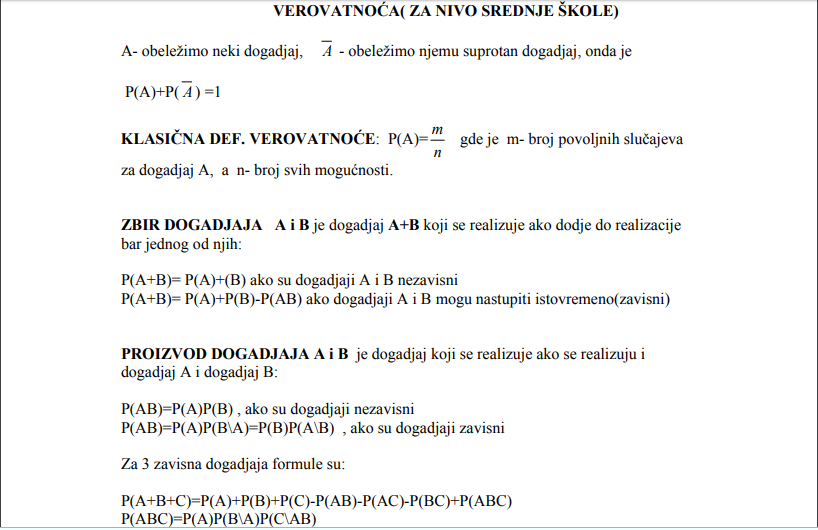 VEROVATNOĆA( ZA NIVO SREDNJE ŠKOLE)
A- obeležimo neki dogadjaj, A̅ - obeležimo njemu suprotan dogadjaj, onda je
P(A)+P( A̅ ) =1
KLASIČNA DEF. VEROVATNOĆE: P(A)= m/n gde je m- broj povoljnih slučajeva
za dogadjaj A, a n- broj svih mogućnosti.
ZBIR DOGADJAJA A i B je dogadjaj A+B koji se realizuje ako dodje do realizacije
bar jednog od njih:
P(A+B)= P(A)+(B) ako su dogadjaji A i B nezavisni
P(A+B)= P(A)+P(B)-P(AB) ako dogadjaji A i B mogu nastupiti istovremeno(zavisni)
PROIZVOD DOGADJAJA A i B je dogadjaj koji se realizuje ako se realizuju i
dogadjaj A i dogadjaj B:
P(AB)=P(A)P(B) , ako su dogadjaji nezavisni
P(AB)=P(A)P(B\A)=P(B)P(A\B) , ako su dogadjaji zavisni
Za 3 zavisna dogadjaja formule su:
P(A+B+C)=P(A)+P(B)+P(C)-P(AB)-P(AC)-P(BC)+P(ABC)
P(ABC)=P(A)P(B\A)P(C\AB)